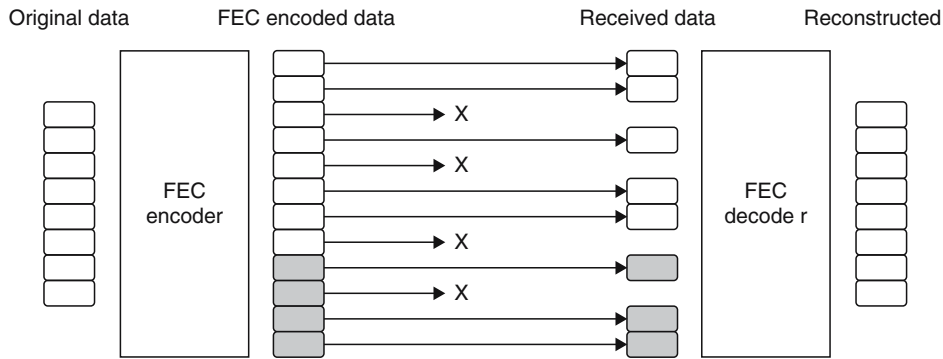 Original data
FEC encoded data
Received data
Reconstructed
X
X
FEC
encoder
FEC
decode r
X
X